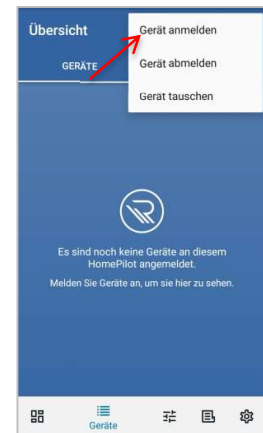 Übersicht
Gerät anmelden
GERÄTE
Gerät abmelden
Gerät tauschen
Es sind noch keine Geräte an diesem
HomePilot angemeldet.
Melden Sie Geräte an, um sie hier zu sehen.
Geräte